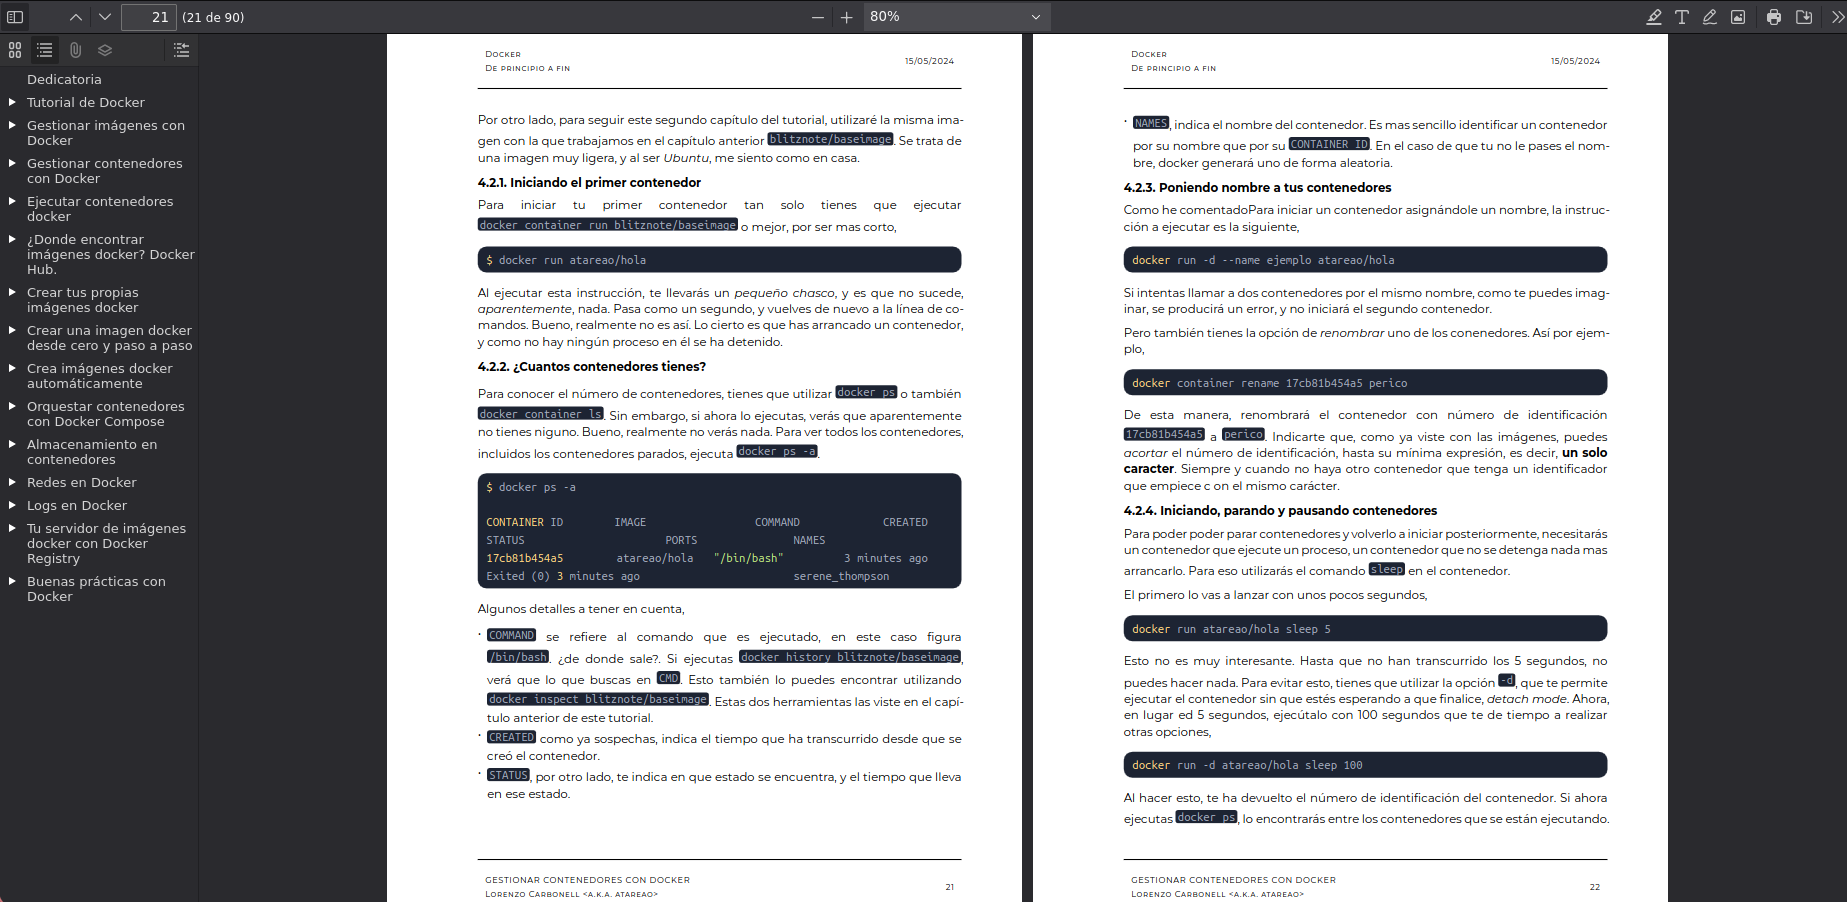 21 (21 de 90)
80%
Dedicatoria
Tutorial de Docker
Gestionar imágenes con
Docker
Gestionar contenedores
con Docker
Ejecutar contenedores
docker
¿Donde encontrar
imágenes docker? Docker
Hub.
Crear tus propias
imágenes docker
Crear una imagen docker
desde cero y paso a paso
Crea imágenes docker
automáticamente
Orquestar contenedores
con Docker Compose
Almacenamiento en
contenedores
Redes en Docker
Logs en Docker
Tu servidor de imágenes
docker con Docker
Registry
Buenas prácticas con
Docker
Docker
De principio a fin
15/05/2024
Por otro lado, para seguir este segundo capítulo del tutorial, utilizaré la misma ima-
gen con la que trabajamos en el capítulo anterior blitznote/baseimage. Se trata de
una imagen muy ligera, y al ser Ubuntu, me siento como en casa.
4.2.1. Iniciando el primer contenedor
Para iniciar tu primer contenedor tan solo tienes que ejecutar
docker container run blitznote/baseimage o mejor, por ser mas corto,
$ docker run atareao/hola
Al ejecutar esta instrucción, te llevarás un pequeño chasco, y es que no sucede,
aparentemente, nada. Pasa como un segundo, y vuelves de nuevo a la línea de co-
mandos. Bueno, realmente no es así. Lo cierto es que has arrancado un contenedor,
y como no hay ningún proceso en él se ha detenido.
4.2.2. ¿Cuantos contenedores tienes?
Para conocer el número de contenedores, tienes que utilizar docker ps o también
docker container ls. Sin embargo, si ahora lo ejecutas, verás que aparentemente
no tienes ninguno. Bueno, realmente no verás nada. Para ver todos los contenedores,
incluidos los contenedores parados, ejecuta docker ps -a.
$ docker ps -a
CONTAINER ID IMAGE COMMAND CREATED
STATUS PORTS NAMES
17cb81b454a5 atareao/hola "/bin/bash" 3 minutes ago
Exited (0) 3 minutes ago serene_thompson
Algunos detalles a tener en cuenta,
· COMMAND se refiere al comando que es ejecutado, en este caso figura
/bin/bash. ¿de donde sale?. Si ejecutas docker history blitznote/baseimage,
verá que lo que buscas en CMD. Esto también lo puedes encontrar utilizando
docker inspect blitznote/baseimage. Estas dos herramientas las viste en el capí-
tulo anterior de este tutorial.
· CREATED como ya sospechas, indica el tiempo que ha transcurrido desde que se
creó el contenedor.
· STATUS, por otro lado, te indica en que estado se encuentra, y el tiempo que lleva
en ese estado.
GESTIONAR CONTENEDORES CON DOCKER
Lorenzo Carbonell <a.k.a. atareao>
21
Docker
De principio a fin
15/05/2024
· NAMES, indica el nombre del contenedor. Es mas sencillo identificar un contenedor
por su nombre que por su CONTAINER ID. En el caso de que tu no le pases el nom-
bre, docker generará uno de forma aleatoria.
4.2.3. Poniendo nombre a tus contenedores
Como he comentadoPara iniciar un contenedor asignándole un nombre, la instruc-
ción a ejecutar es la siguiente,
docker run -d --name ejemplo atareao/hola
Si intentas llamar a dos contenedores por el mismo nombre, como te puedes imag-
inar, se producirá un error, y no iniciará el segundo contenedor.
Pero también tienes la opción de renombrar uno de los conenedores. Así por ejem-
plo,
docker container rename 17cb81b454a5 perico
De esta manera, renombrará el contenedor con número de identificación
17cb81b454a5 a perico. Indicarte que, como ya viste con las imágenes, puedes
acortar el número de identificación, hasta su mínima expresión, es decir, un solo
caracter. Siempre y cuando no haya otro contenedor que tenga un identificador
que empiece c on el mismo carácter.
4.2.4. Iniciando, parando y pausando contenedores
Para poder poder parar contenedores y volverlo a iniciar posteriormente, necesitarás
un contenedor que ejecute un proceso, un contenedor que no se detenga nada mas
arrancarlo. Para eso utilizarás el comando sleep en el contenedor.
El primero lo vas a lanzar con unos pocos segundos,
docker run atareao/hola sleep 5
Esto no es muy interesante. Hasta que no han transcurrido los 5 segundos, no
puedes hacer nada. Para evitar esto, tienes que utilizar la opción -d, que te permite
ejecutar el contenedor sin que estés esperando a que finalice, detach mode. Ahora,
en lugar ed 5 segundos, ejecútalo con 100 segundos que te de tiempo a realizar
otras opciones,
docker run -d atareao/hola sleep 100
Al hacer esto, te ha devuelto el número de identificación del contenedor. Si ahora
ejecutas docker ps, lo encontrarás entre los contenedores que se están ejecutando.
GESTIONAR CONTENEDORES CON DOCKER
Lorenzo Carbonell <a.k.a. atareao>
22